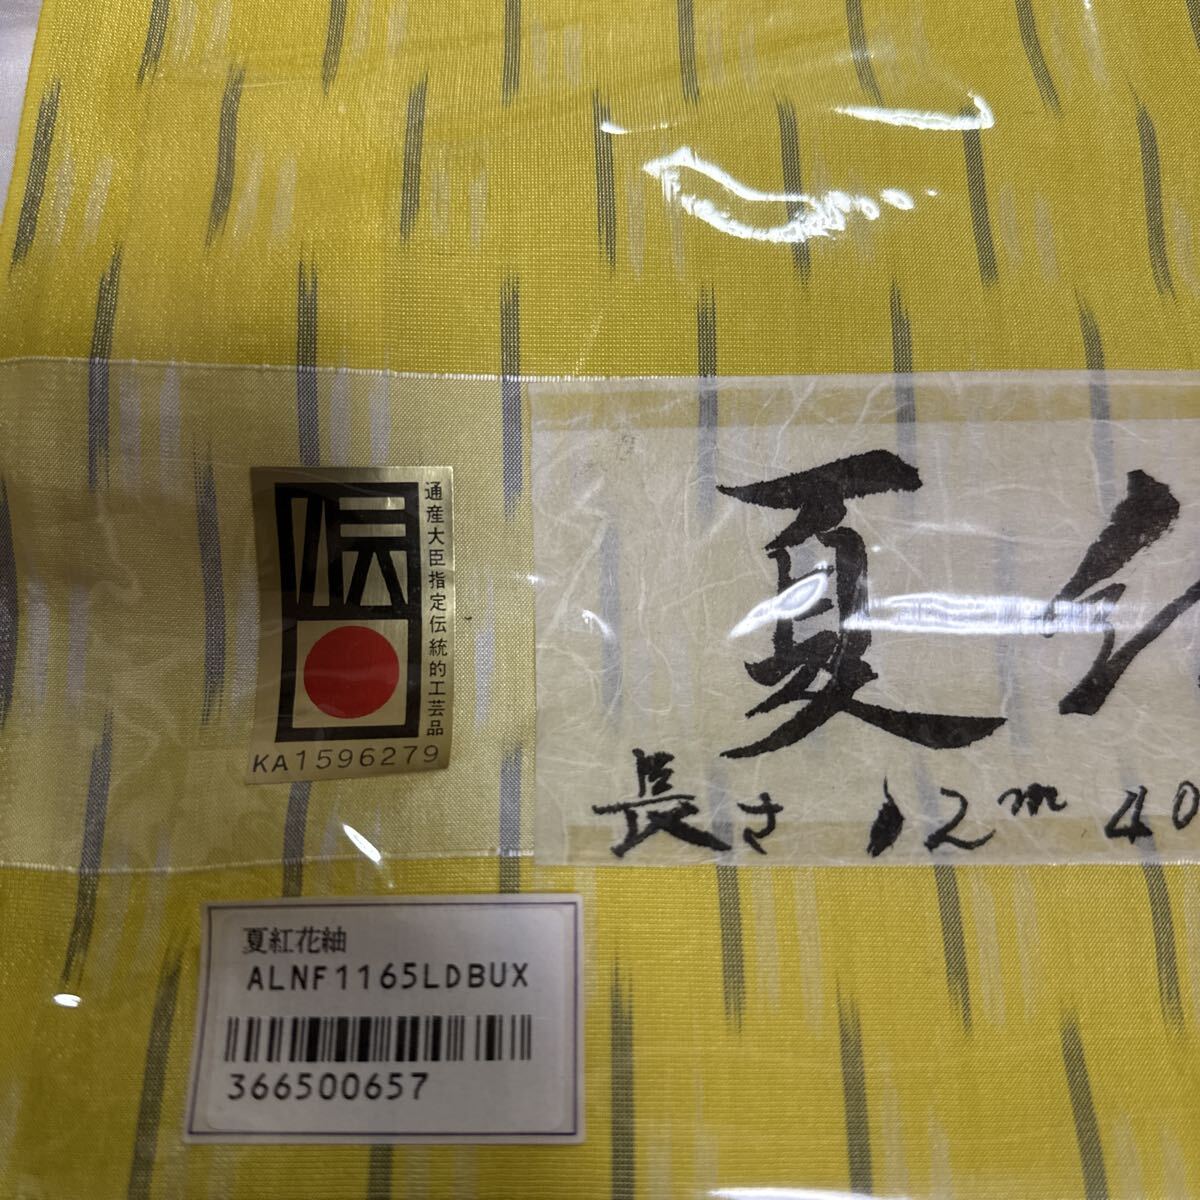 伝
通産大臣指定伝統的工芸品
KA1596279
夏
長さ 12m 40
夏紅花紬
ALNF1165LDBUX
366500657